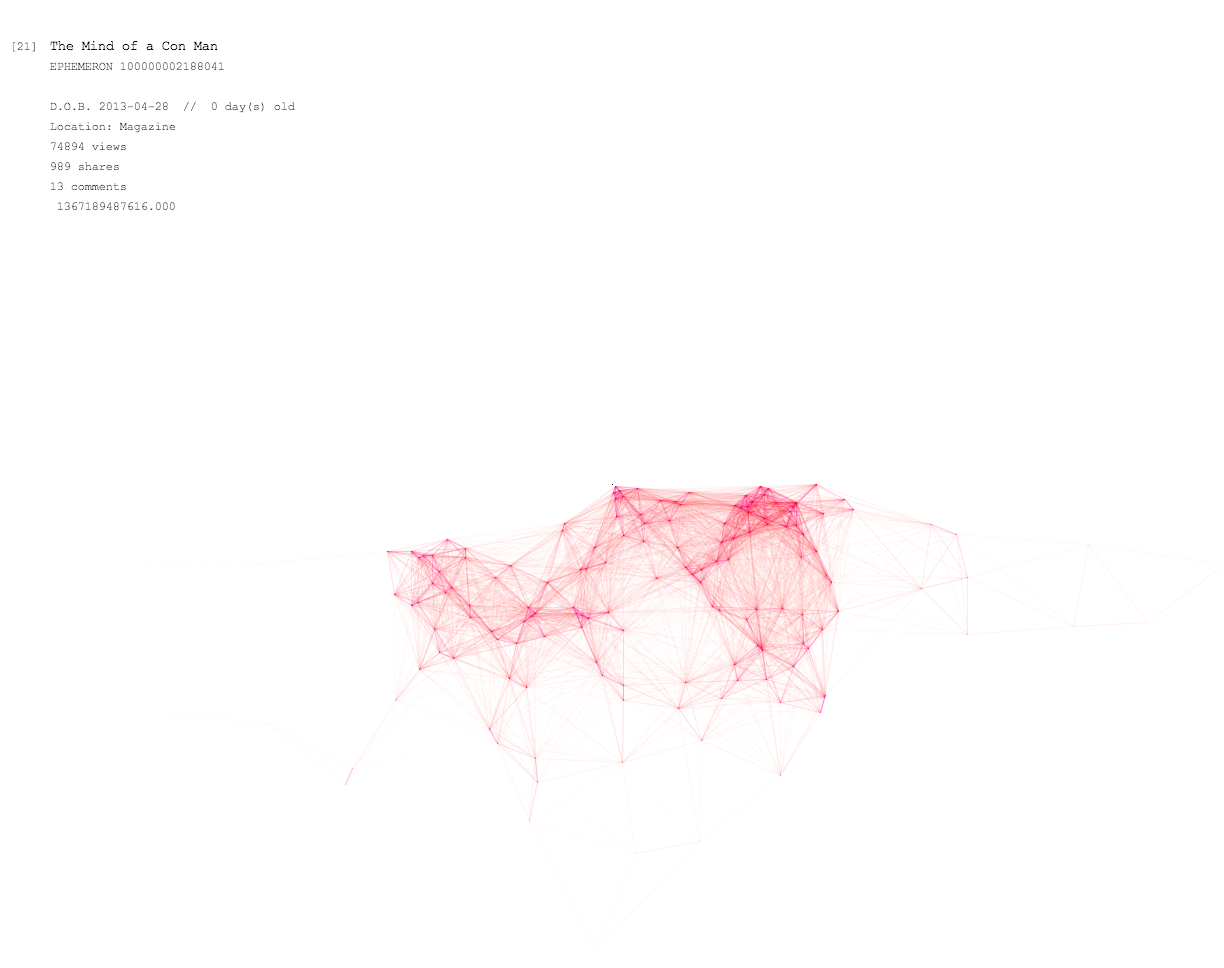 [21] The Mind of a Con Man
EPHEMERON 100000002188041
D.O.B. 2013-04-28 // 0 day(s) old
Location: Magazine
74894 views
989 shares
13 comments
1367189487616.000